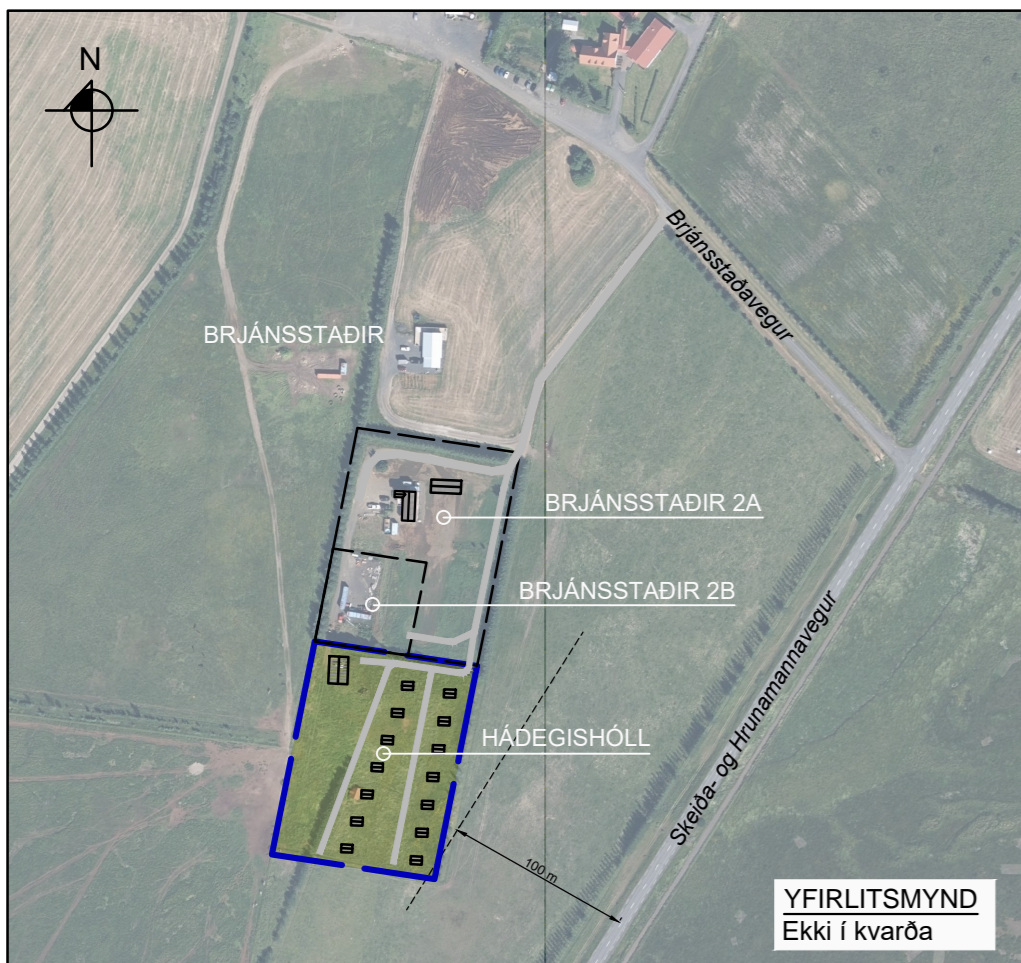 N
Brjánsstaðavegur
BRJÁNSSTAÐIR
BRJÁNSSTAÐIR 2A
BRJÁNSSTAÐIR 2B
HÁDEGISHÓLL
Skeiða- og Hrunamannavegur
100 m
YFIRLITSMYND
Ekki í kvarða